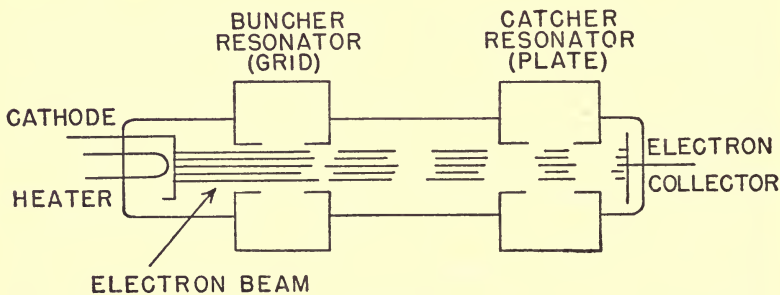 BUNCHER
RESONATOR
(GRID)
CATCHER
RESONATOR
(PLATE)
CATHODE
HEATER
ELECTRON
COLLECTOR
ELECTRON BEAM